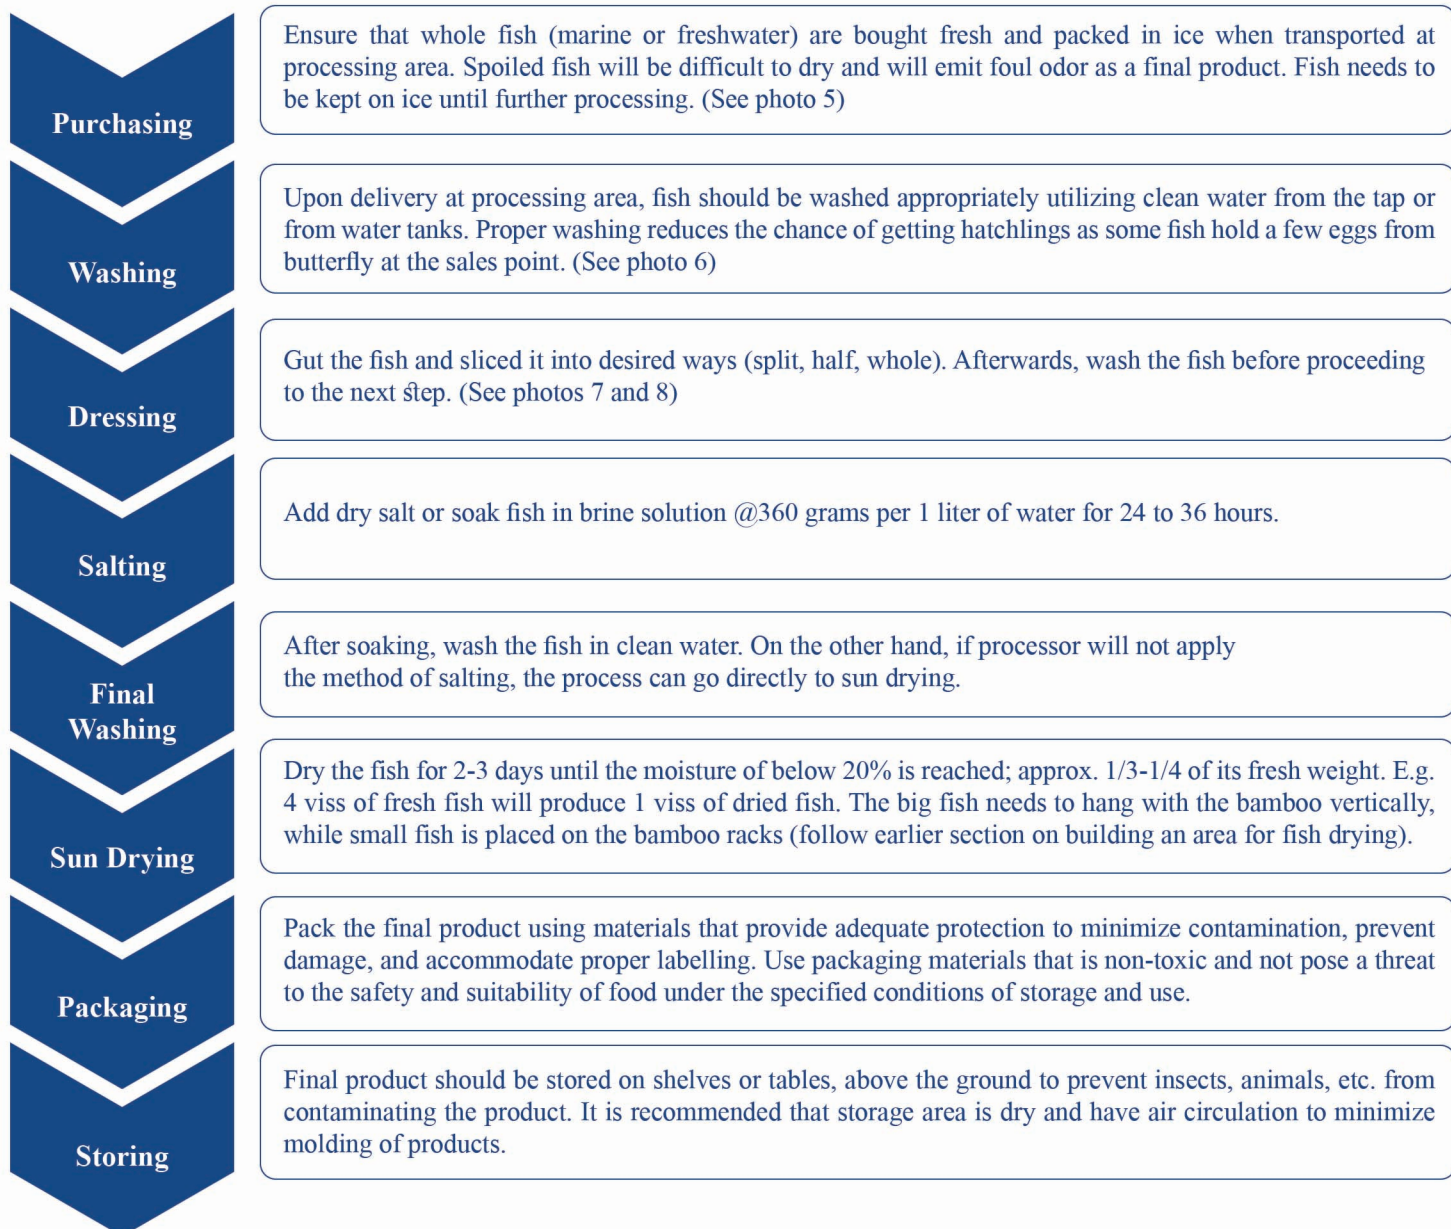 Purchasing
Ensure that whole fish (marine or freshwater) are bought fresh and packed in ice when transported at
processing area. Spoiled fish will be difficult to dry and will emit foul odor as a final product. Fish needs to
be kept on ice until further processing. (See photo 5)
Washing
Upon delivery at processing area, fish should be washed appropriately utilizing clean water from the tap or
from water tanks. Proper washing reduces the chance of getting hatchlings as some fish hold a few eggs from
butterfly at the sales point. (See photo 6)
Dressing
Gut the fish and sliced it into desired ways (split, half, whole). Afterwards, wash the fish before proceeding
to the next step. (See photos 7 and 8)
Salting
Add dry salt or soak fish in brine solution @360 grams per 1 liter of water for 24 to 36 hours.
Final
Washing
After soaking, wash the fish in clean water. On the other hand, if processor will not apply
the method of salting, the process can go directly to sun drying.
Sun Drying
Dry the fish for 2-3 days until the moisture of below 20% is reached; approx. 1/3-1/4 of its fresh weight. E.g.
4 viss of fresh fish will produce 1 viss of dried fish. The big fish needs to hang with the bamboo vertically,
while small fish is placed on the bamboo racks (follow earlier section on building an area for fish drying).
Packaging
Pack the final product using materials that provide adequate protection to minimize contamination, prevent
damage, and accommodate proper labelling. Use packaging materials that is non-toxic and not pose a threat
to the safety and suitability of food under the specified conditions of storage and use.
Storing
Final product should be stored on shelves or tables, above the ground to prevent insects, animals, etc. from
contaminating the product. It is recommended that storage area is dry and have air circulation to minimize
molding of products.